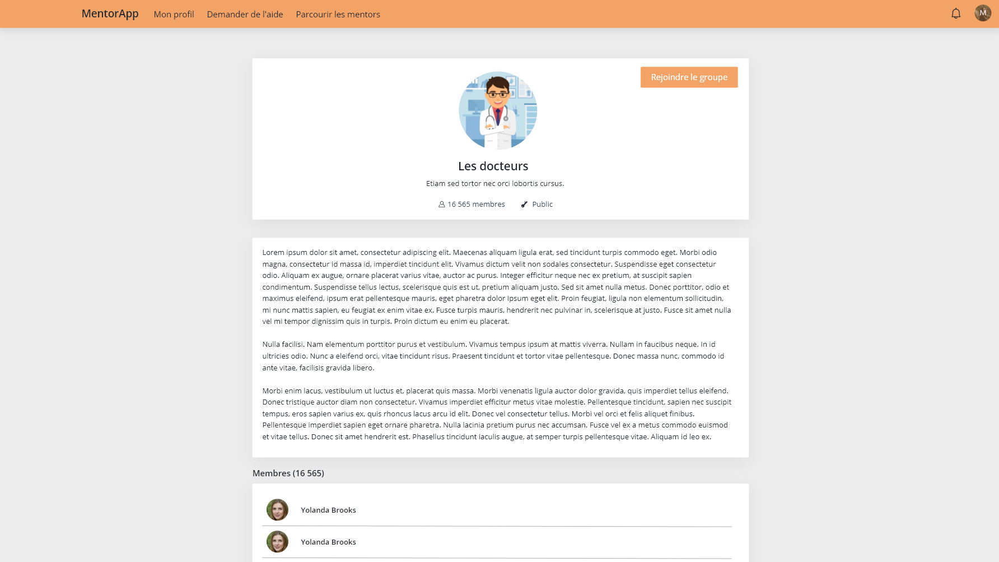 MentorApp
Mon profil
Demander de l'aide
Parcourir les mentors
M
Rejoindre le groupe
Les docteurs
Etiam sed tortor nec orci lobortis cursus.
16 565 membres
Public
Lorem ipsum dolor sit amet, consectetur adipiscing elit. Maecenas aliquam ligula erat, sed tincidunt turpis commodo eget. Morbi odio
magna, consectetur id massa id, imperdiet tincidunt elit. Vivamus dictum velit non sodales consectetur. Suspendisse eget consectetur
odio. Aliquam ex augue, ornare placerat varius vitae, auctor ac purus. Integer efficitur neque nec ex pretium, at suscipit sapien
condimentum. Suspendisse tellus lectus, scelerisque quis est ut, pretium aliquam justo. Sed sit amet nulla metus. Donec porttitor, odio et
maximus eleifend, ipsum erat pellentesque mauris, eget pharetra dolor ipsum eget elit. Proin feugiat, ligula non elementum sollicitudin,
mi nunc mattis sapien, eu feugiat ex enim vitae ex. Fusce turpis mauris, hendrerit nec pulvinar in, scelerisque at justo. Fusce sit amet nulla
vel mi tempor dignissim quis in turpis. Proin dictum eu enim eu placerat.
Nulla facilisi. Nam elementum porttitor purus et vestibulum. Vivamus tempus ipsum at mattis viverra. Nullam in faucibus neque. In id
ultricies odio. Nunc a eleifend orci, vitae tincidunt risus. Praesent tincidunt et tortor vitae pellentesque. Donec massa nunc, commodo id
ante vitae, facilisis gravida libero.
Morbi enim lacus, vestibulum ut luctus et, placerat quis massa. Morbi venenatis ligula auctor dolor gravida, quis imperdiet tellus eleifend.
Donec tristique auctor diam non consectetur. Vivamus imperdiet efficitur metus vitae molestie. Pellentesque tincidunt, sapien nec suscipit
tempus, eros sapien varius ex, quis rhoncus lacus arcu id elit. Donec vel consectetur tellus. Morbi vel orci et felis aliquet finibus.
Pellentesque imperdiet sapien eget ornare pharetra. Nulla lacinia pretium purus nec accumsan. Fusce vel ex a metus commodo euismod
et vitae tellus. Donec sit amet hendrerit est. Phasellus tincidunt iaculis augue, at semper turpis pellentesque vitae. Aliquam id leo ex.
Membres (16 565)
Yolanda Brooks
Yolanda Brooks